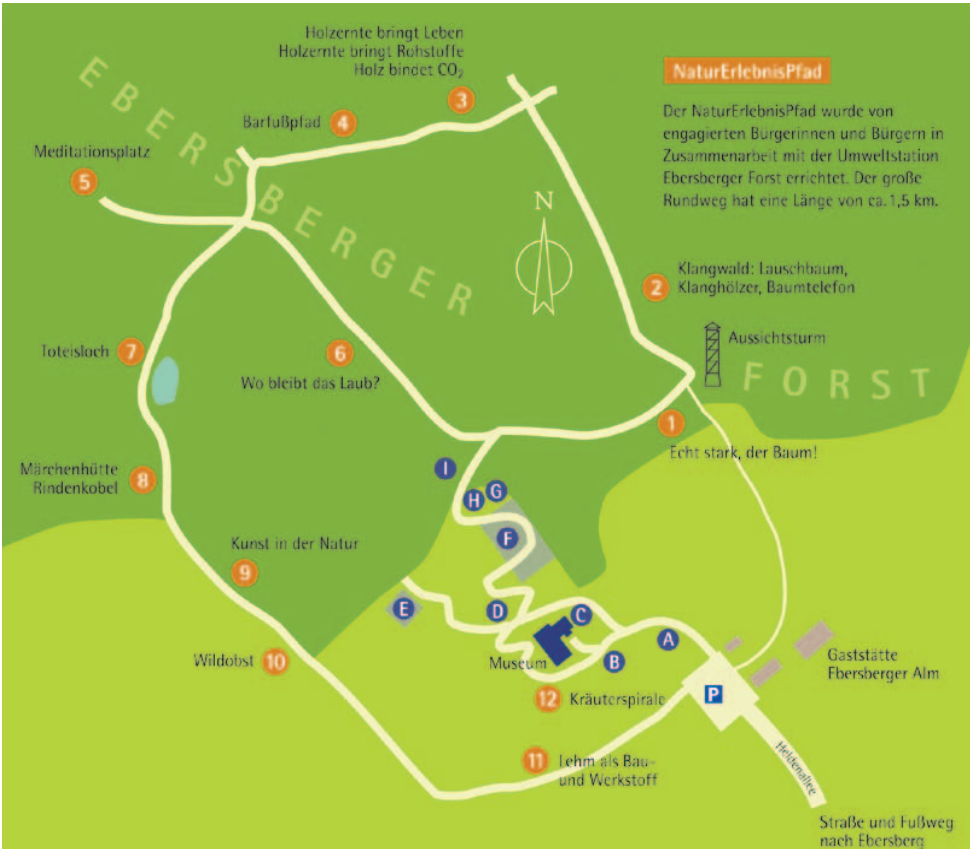 Holzernte bringt Leben
Holzernte bringt Rohstoffe
Holz bindet CO₂
3
NaturErlebnisPfad
Der NaturErlebnisPfad wurde von
engagierten Bürgerinnen und Bürgern in
Zusammenarbeit mit der Umweltstation
Ebersberger Forst errichtet. Der große
Rundweg hat eine Länge von ca. 1,5 km.
EBERSBERGER
FORST
Barfußpfad 4
Meditationsplatz
5
N
2 Klangwald: Lauschbaum,
Klanghölzer, Baumtelefon
Aussichtsturm
Toteisloch 7
6
Wo bleibt das Laub?
1
Echt stark, der Baum!
Märchenhütte
Rindenkobel
8
I
H
G
F
Kunst in der Natur
9
E
D
C
A
B
Museum
Wildobst 10
12 Kräuterspirale
P
Gaststätte
Ebersberger Alm
11 Lehm als Bau-
und Werkstoff
Heldenallee
Straße und Fußweg
nach Ebersberg